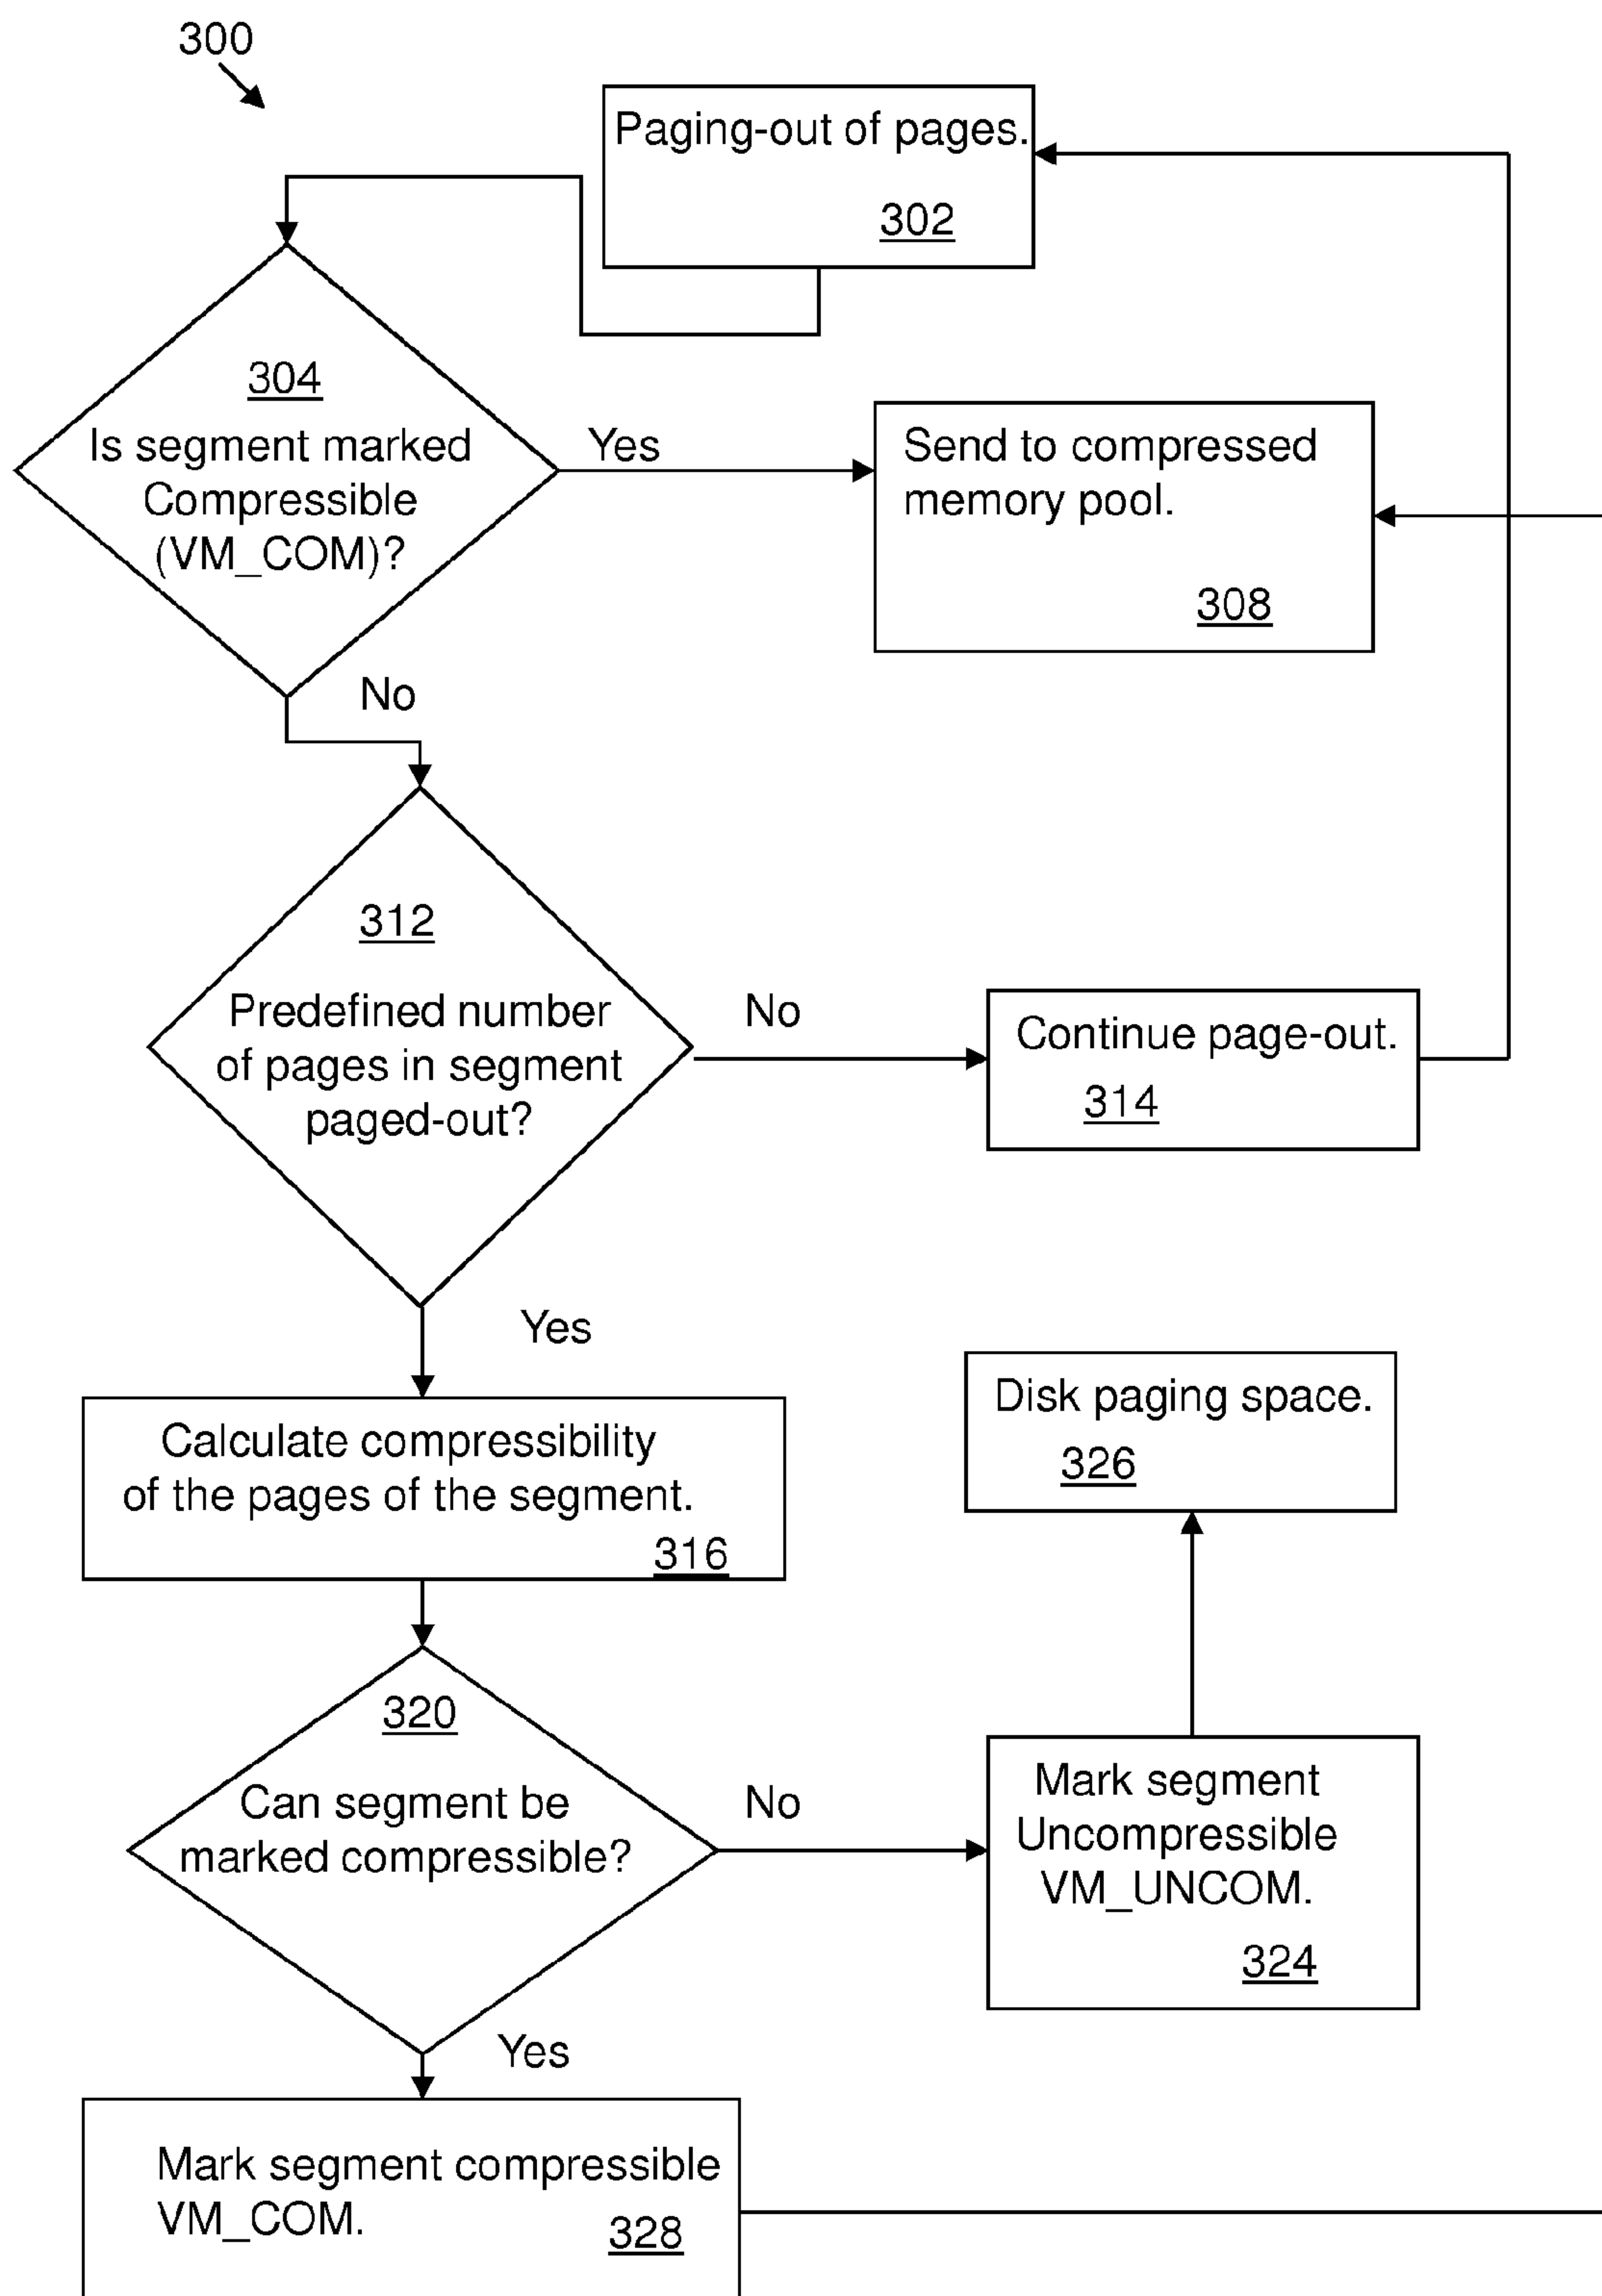 300
Paging-out of pages.
302
304
Is segment marked
Compressible
(VM_COM)?
Yes
Send to compressed
memory pool.
308
No
312
Predefined number
of pages in segment
paged-out?
No
Continue page-out.
314
Yes
Calculate compressibility
of the pages of the segment.
316
Disk paging space.
326
320
Can segment be
marked compressible?
No
Mark segment
Uncompressible
VM_UNCOM.
324
Yes
Mark segment compressible
VM_COM.
328